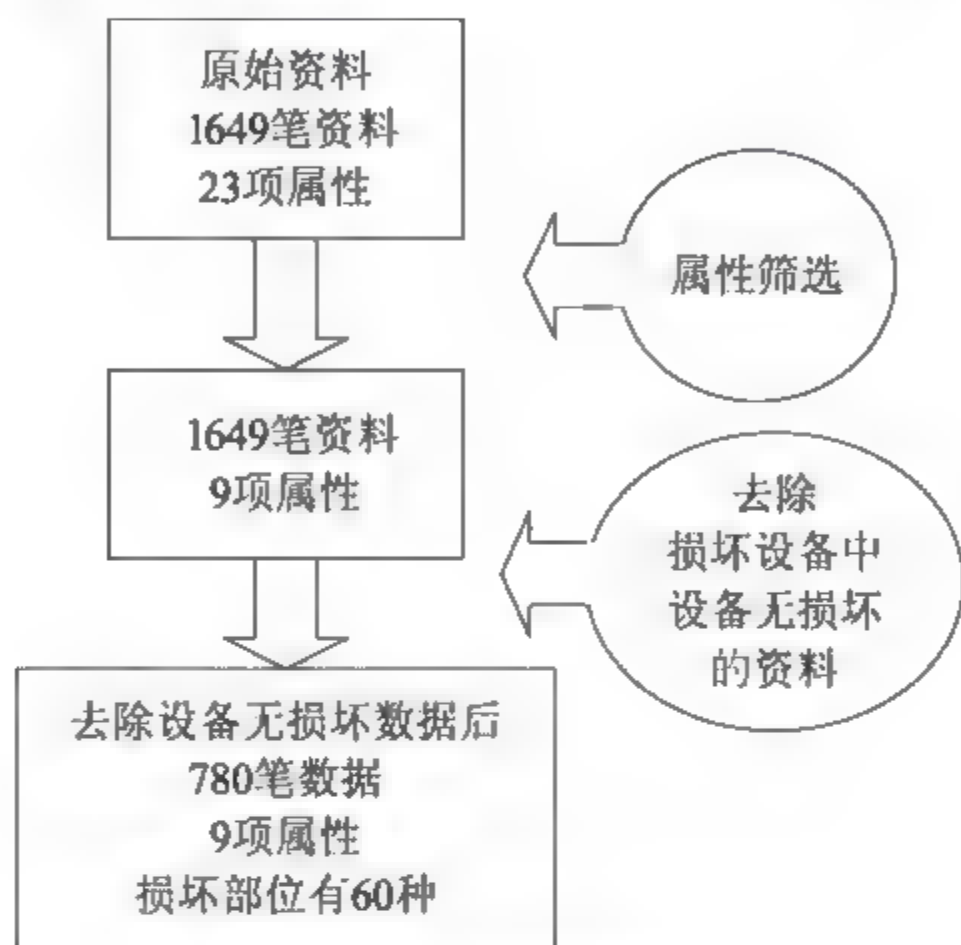 原始资料
1649笔资料
23项属性
属性筛选
1649笔资料
9项属性
去除
损坏设备中
设备无损坏
的资料
去除设备无损坏数据后
780笔数据
9项属性
损坏部位有60种